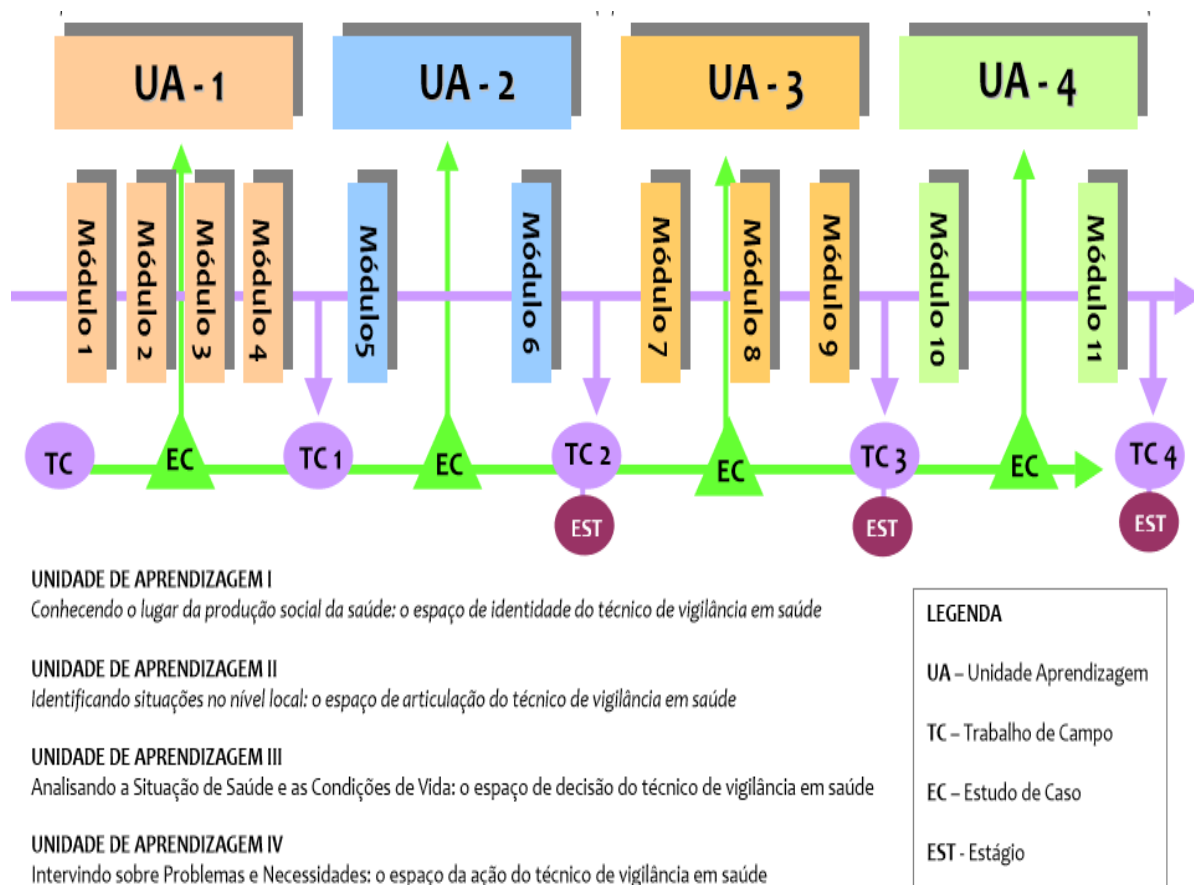 UA - 1
UA - 2
UA - 3
UA - 4
Módulo 1
Módulo 2
Módulo 3
Módulo 4
Módulo5
Módulo 6
Módulo 7
Módulo 8
Módulo 9
Módulo 10
Módulo 11
TC
EC
TC 1
EC
TC 2
EC
TC 3
EC
TC 4
EST
EST
EST
UNIDADE DE APRENDIZAGEM I
Conhecendo o lugar da produção social da saúde: o espaço de identidade do técnico de vigilância em saúde
UNIDADE DE APRENDIZAGEM II
Identificando situações no nível local: o espaço de articulação do técnico de vigilância em saúde
UNIDADE DE APRENDIZAGEM III
Analisando a Situação de Saúde e as Condições de Vida: o espaço de decisão do técnico de vigilância em saúde
UNIDADE DE APRENDIZAGEM IV
Intervindo sobre Problemas e Necessidades: o espaço da ação do técnico de vigilância em saúde
LEGENDA
UA – Unidade Aprendizagem
TC – Trabalho de Campo
EC – Estudo de Caso
EST - Estágio